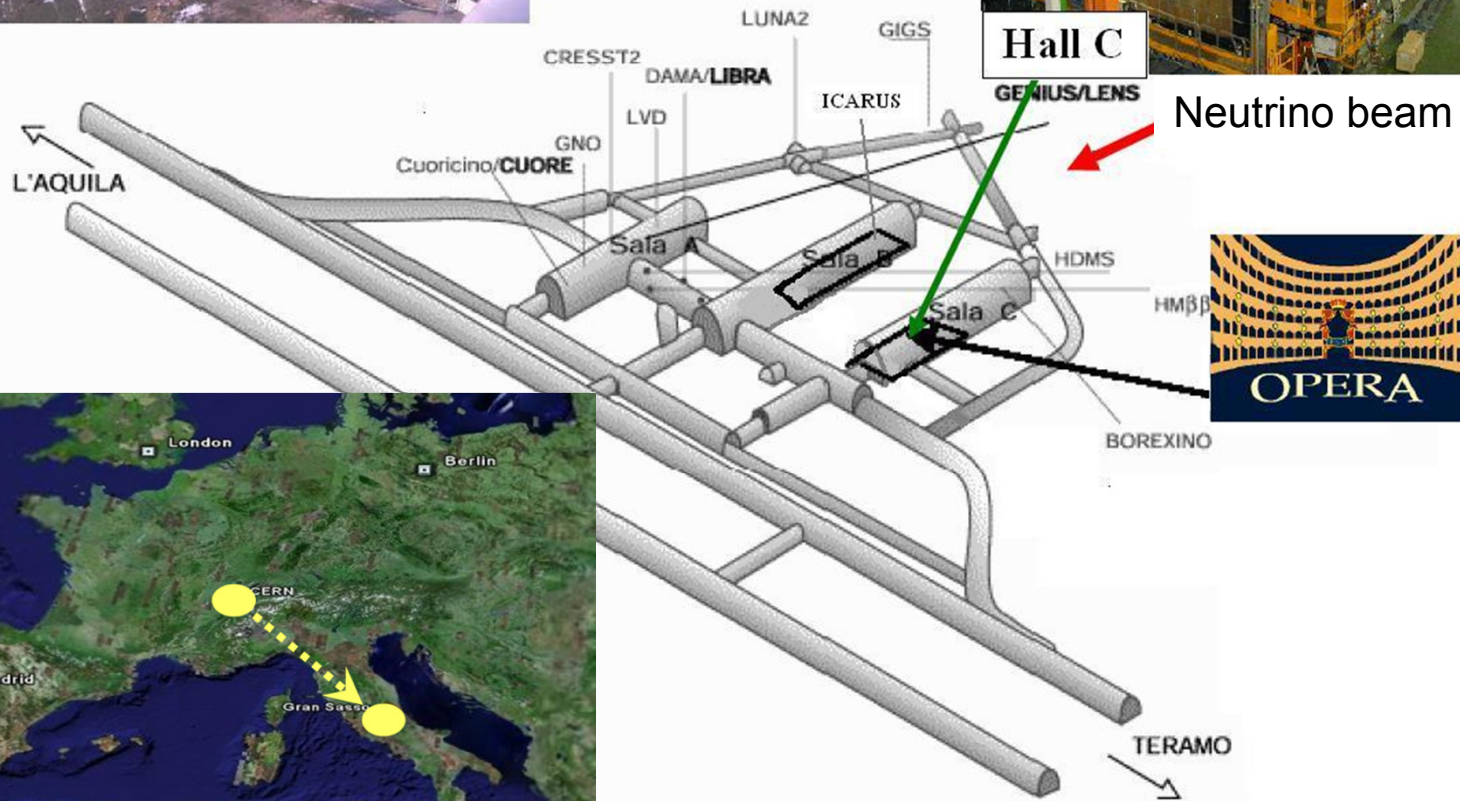 LUNA2
GIGS
Hall C
CRESST2
DAMA/LIBRA
ICARUS
GENIUS/LENS
Neutrino beam
LVD
GNO
Cuoricino/CUORE
L'AQUILA
Sala A
Sala B
HDMS
Sala C
HMββ
OPERA
BOREXINO
London
Berlin
CERN
drid
Gran Sasso
TERAMO